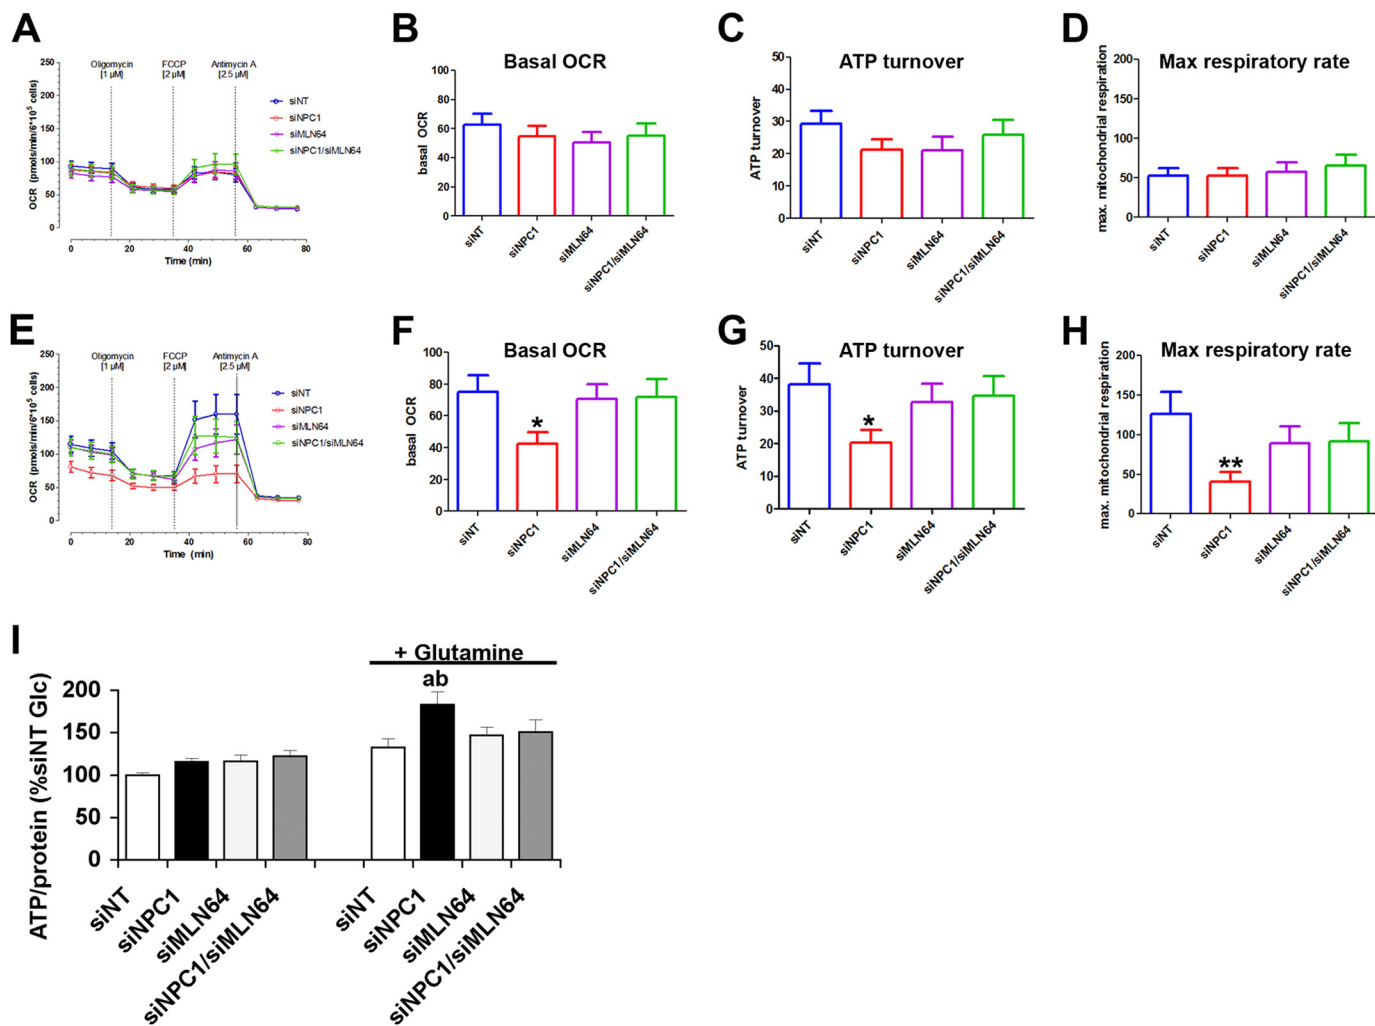 A
Oligomycin
[1 µM]
FCCP
[2 µM]
Antimycin A
[2.5 µM]
250
200
150
100
50
0
OCR (pmols/min/6*10^5 cells)
siNT
siNPC1
siMLN64
siNPC1/siMLN64
0 20 40 60 80
Time (min)
B
Basal OCR
100
80
60
40
20
0
basal OCR
siNT
siNPC1
siMLN64
siNPC1/siMLN64
C
ATP turnover
50
40
30
20
10
0
ATP turnover
siNT
siNPC1
siMLN64
siNPC1/siMLN64
D
Max respiratory rate
200
150
100
50
0
max. mitochondrial respiration
siNT
siNPC1
siMLN64
siNPC1/siMLN64
E
Oligomycin
[1 µM]
FCCP
[2 µM]
Antimycin A
[2.5 µM]
250
200
150
100
50
0
OCR (pmols/min/6*10^5 cells)
siNT
siNPC1
siMLN64
siNPC1/siMLN64
0 20 40 60 80
Time (min)
F
Basal OCR
100
80
60
40
20
0
basal OCR
*
siNT
siNPC1
siMLN64
siNPC1/siMLN64
G
ATP turnover
50
40
30
20
10
0
ATP turnover
*
siNT
siNPC1
siMLN64
siNPC1/siMLN64
H
Max respiratory rate
200
150
100
50
0
max. mitochondrial respiration
**
siNT
siNPC1
siMLN64
siNPC1/siMLN64
I
+ Glutamine
ab
200
150
100
50
0
ATP/protein (%siNT Glc)
siNT
siNPC1
siMLN64
siNPC1/siMLN64
siNT
siNPC1
siMLN64
siNPC1/siMLN64